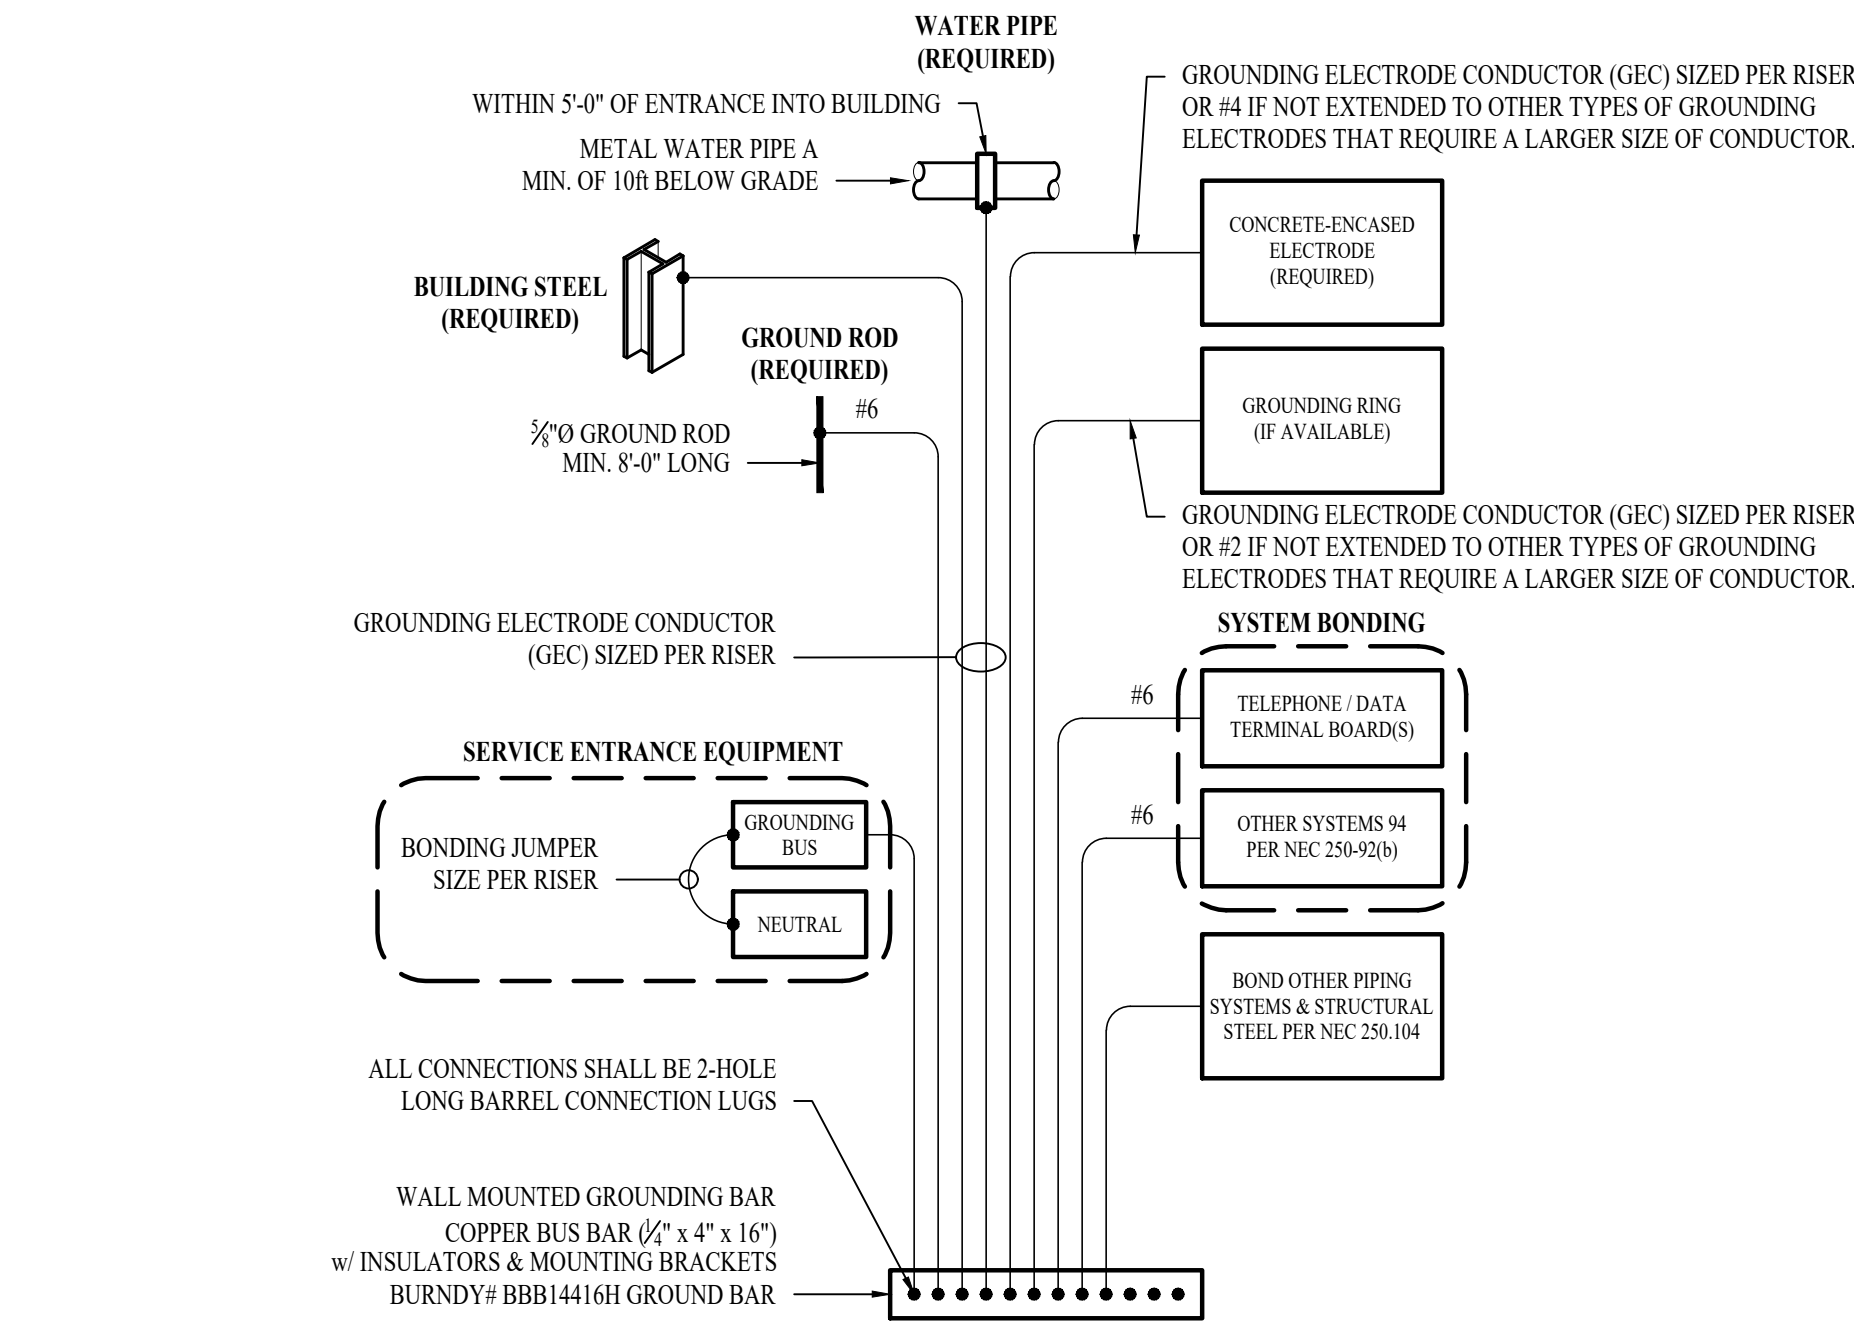 WATER PIPE
(REQUIRED)
WITHIN 5'-0" OF ENTRANCE INTO BUILDING
METAL WATER PIPE A
MIN. OF 10ft BELOW GRADE
GROUNDING ELECTRODE CONDUCTOR (GEC) SIZED PER RISER
OR #4 IF NOT EXTENDED TO OTHER TYPES OF GROUNDING
ELECTRODES THAT REQUIRE A LARGER SIZE OF CONDUCTOR.
CONCRETE-ENCASED
ELECTRODE
(REQUIRED)
BUILDING STEEL
(REQUIRED)
GROUND ROD
(REQUIRED)
#6
5/8"Ø GROUND ROD
MIN. 8'-0" LONG
GROUNDING RING
(IF AVAILABLE)
GROUNDING ELECTRODE CONDUCTOR (GEC) SIZED PER RISER
OR #2 IF NOT EXTENDED TO OTHER TYPES OF GROUNDING
ELECTRODES THAT REQUIRE A LARGER SIZE OF CONDUCTOR.
GROUNDING ELECTRODE CONDUCTOR
(GEC) SIZED PER RISER
SYSTEM BONDING
#6
TELEPHONE / DATA
TERMINAL BOARD(S)
#6
OTHER SYSTEMS 94
PER NEC 250-92(b)
SERVICE ENTRANCE EQUIPMENT
GROUNDING
BUS
BONDING JUMPER
SIZE PER RISER
NEUTRAL
BOND OTHER PIPING
SYSTEMS & STRUCTURAL
STEEL PER NEC 250.104
ALL CONNECTIONS SHALL BE 2-HOLE
LONG BARREL CONNECTION LUGS
WALL MOUNTED GROUNDING BAR
COPPER BUS BAR (1/4" x 4" x 16")
w/ INSULATORS & MOUNTING BRACKETS
BURNDY# BBB14416H GROUND BAR